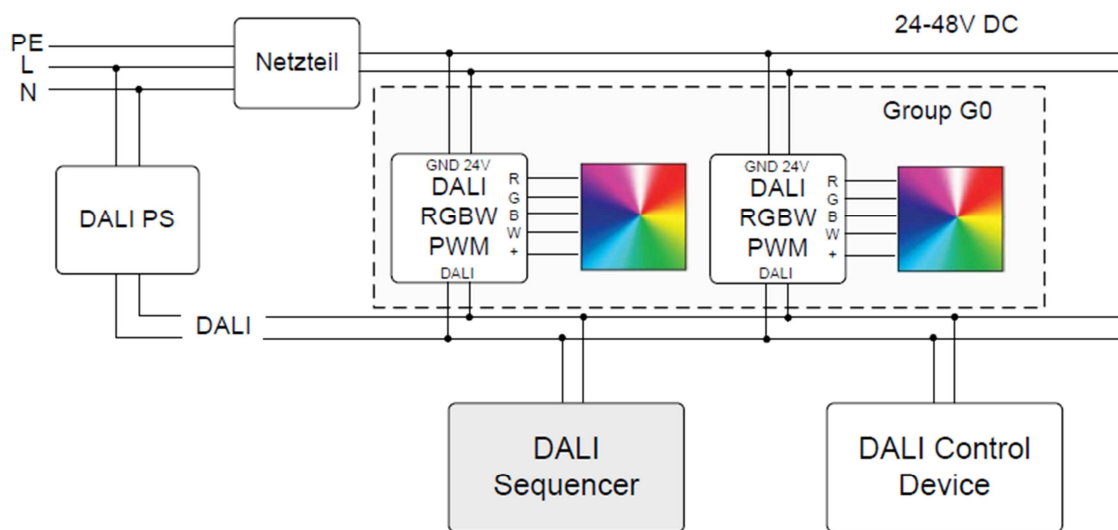 PE
L
N
Netzteil
24-48V DC
Group G0
DALI PS
GND 24V
DALI
RGBW
PWM
DALI
R
G
B
W
+
GND 24V
DALI
RGBW
PWM
DALI
R
G
B
W
+
DALI
DALI
Sequencer
DALI Control
Device